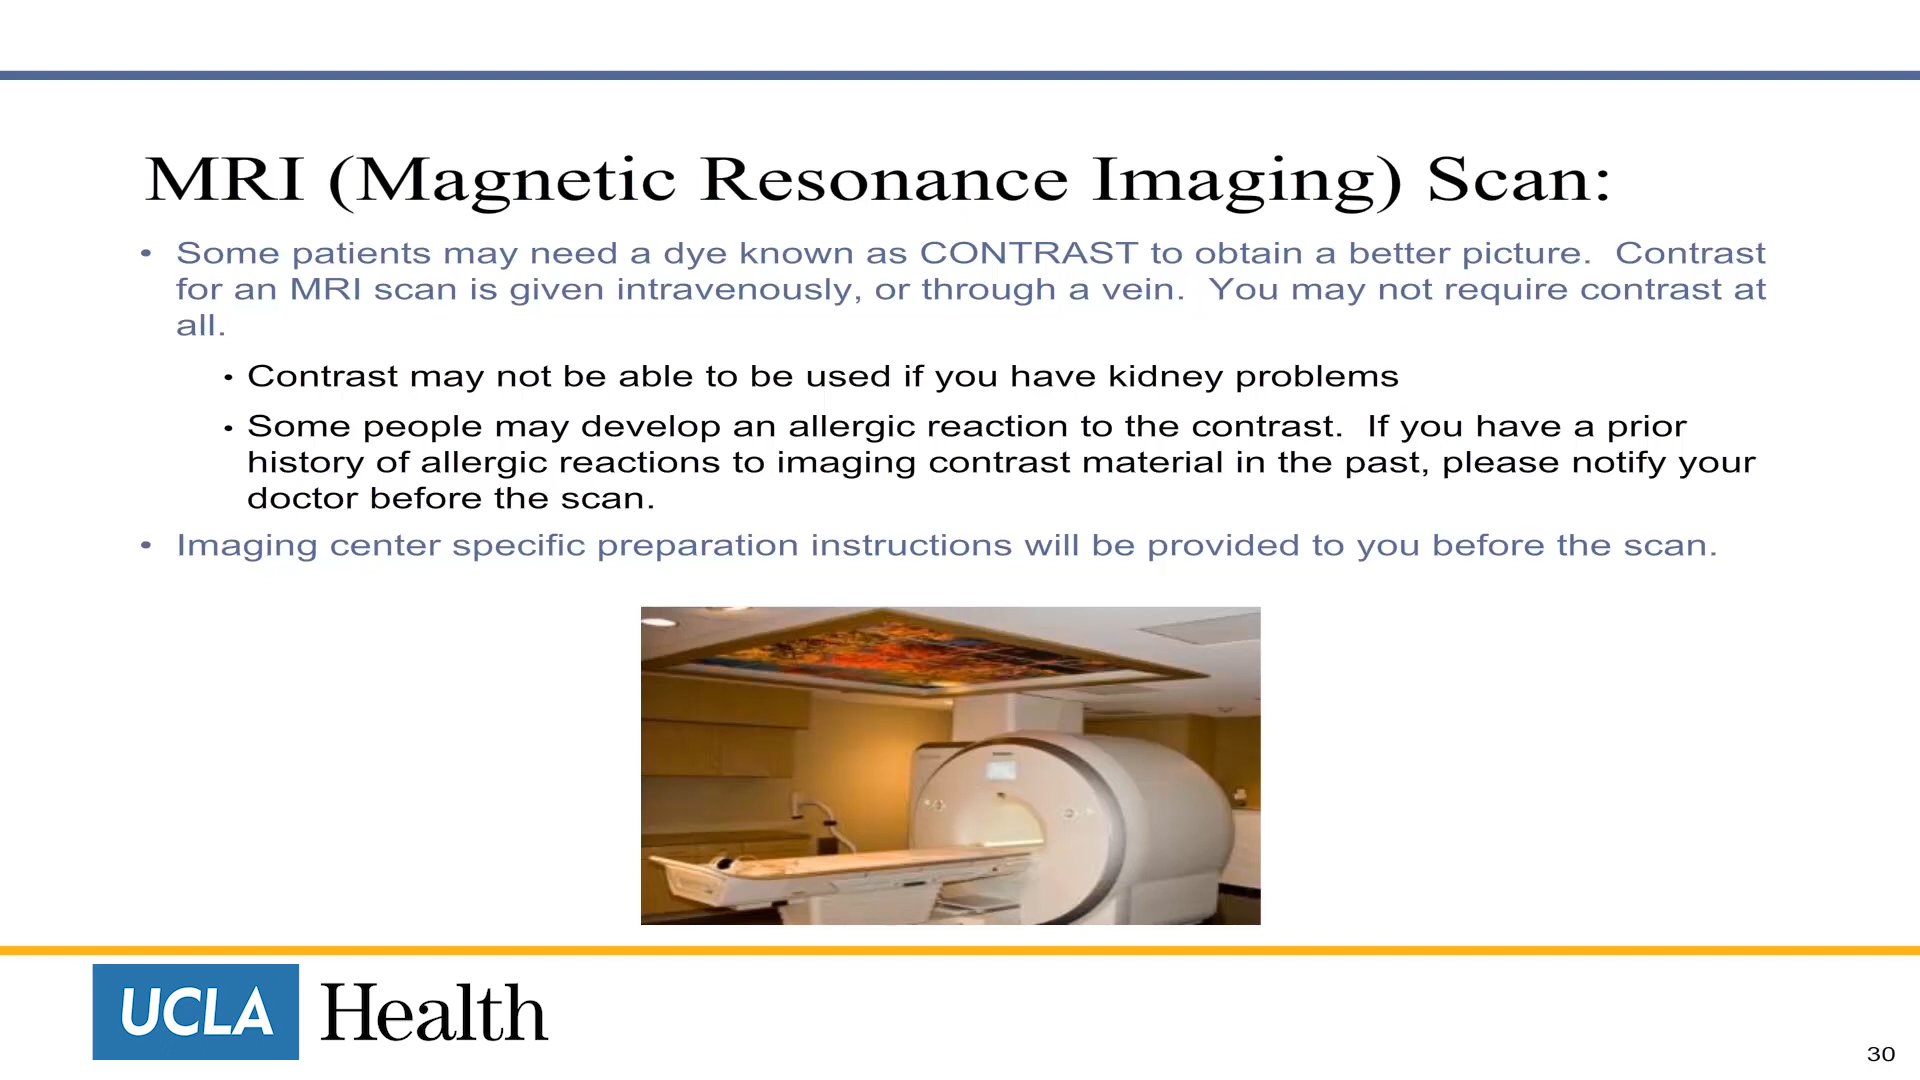 MRI (Magnetic Resonance Imaging) Scan:
• Some patients may need a dye known as CONTRAST to obtain a better picture.  Contrast
for an MRI scan is given intravenously, or through a vein.  You may not require contrast at
all.
• Contrast may not be able to be used if you have kidney problems
• Some people may develop an allergic reaction to the contrast.  If you have a prior
history of allergic reactions to imaging contrast material in the past, please notify your
doctor before the scan.
• Imaging center specific preparation instructions will be provided to you before the scan.
UCLA Health
30